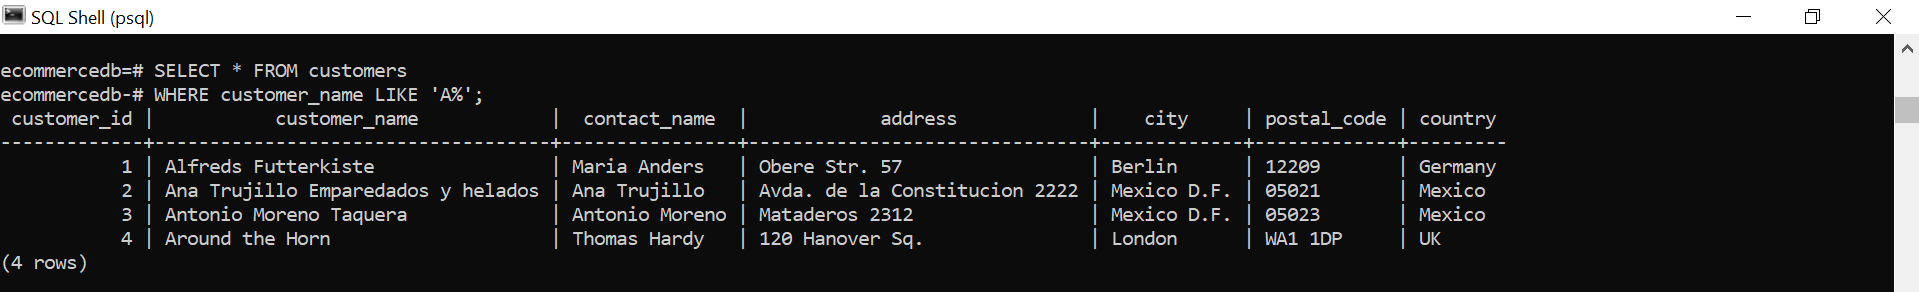 SQL Shell (psql)
ecommercedb=# SELECT * FROM customers
ecommercedb-# WHERE customer_name LIKE 'A%';
 customer_id |           customer_name            |  contact_name  |            address            |    city    | postal_code | country
-------------+------------------------------------+----------------+-------------------------------+-------------+-------------+---------
           1 | Alfreds Futterkiste                | Maria Anders   | Obere Str. 57                 | Berlin      | 12209       | Germany
           2 | Ana Trujillo Emparedados y helados | Ana Trujillo   | Avda. de la Constitucion 2222 | Mexico D.F. | 05021       | Mexico
           3 | Antonio Moreno Taquera             | Antonio Moreno | Mataderos 2312                | Mexico D.F. | 05023       | Mexico
           4 | Around the Horn                    | Thomas Hardy   | 120 Hanover Sq.               | London      | WA1 1DP     | UK
(4 rows)